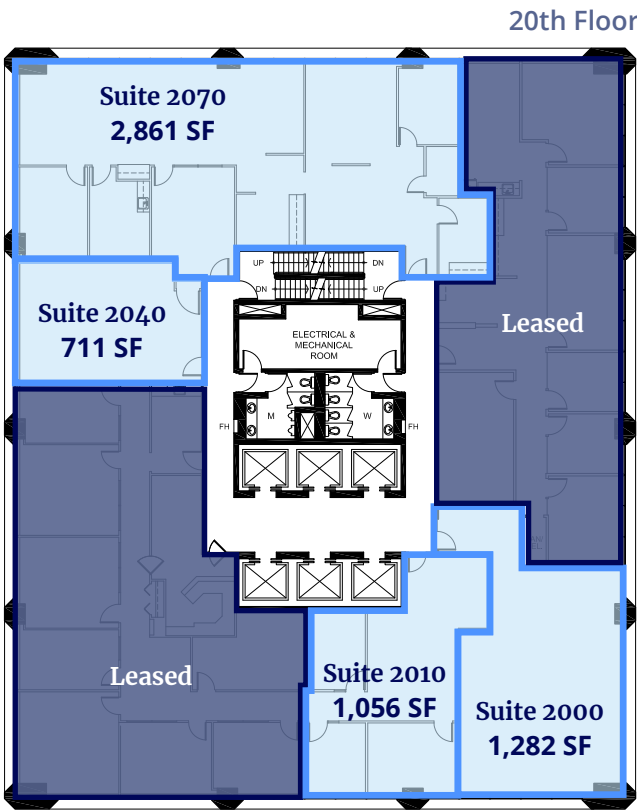 20th Floor
Suite 2070
2,861 SF
UP
DN
DN
UP
Suite 2040
711 SF
Leased
ELECTRICAL &
MECHANICAL
ROOM
FH
M
W
FH
Leased
Suite 2010
1,056 SF
Suite 2000
1,282 SF